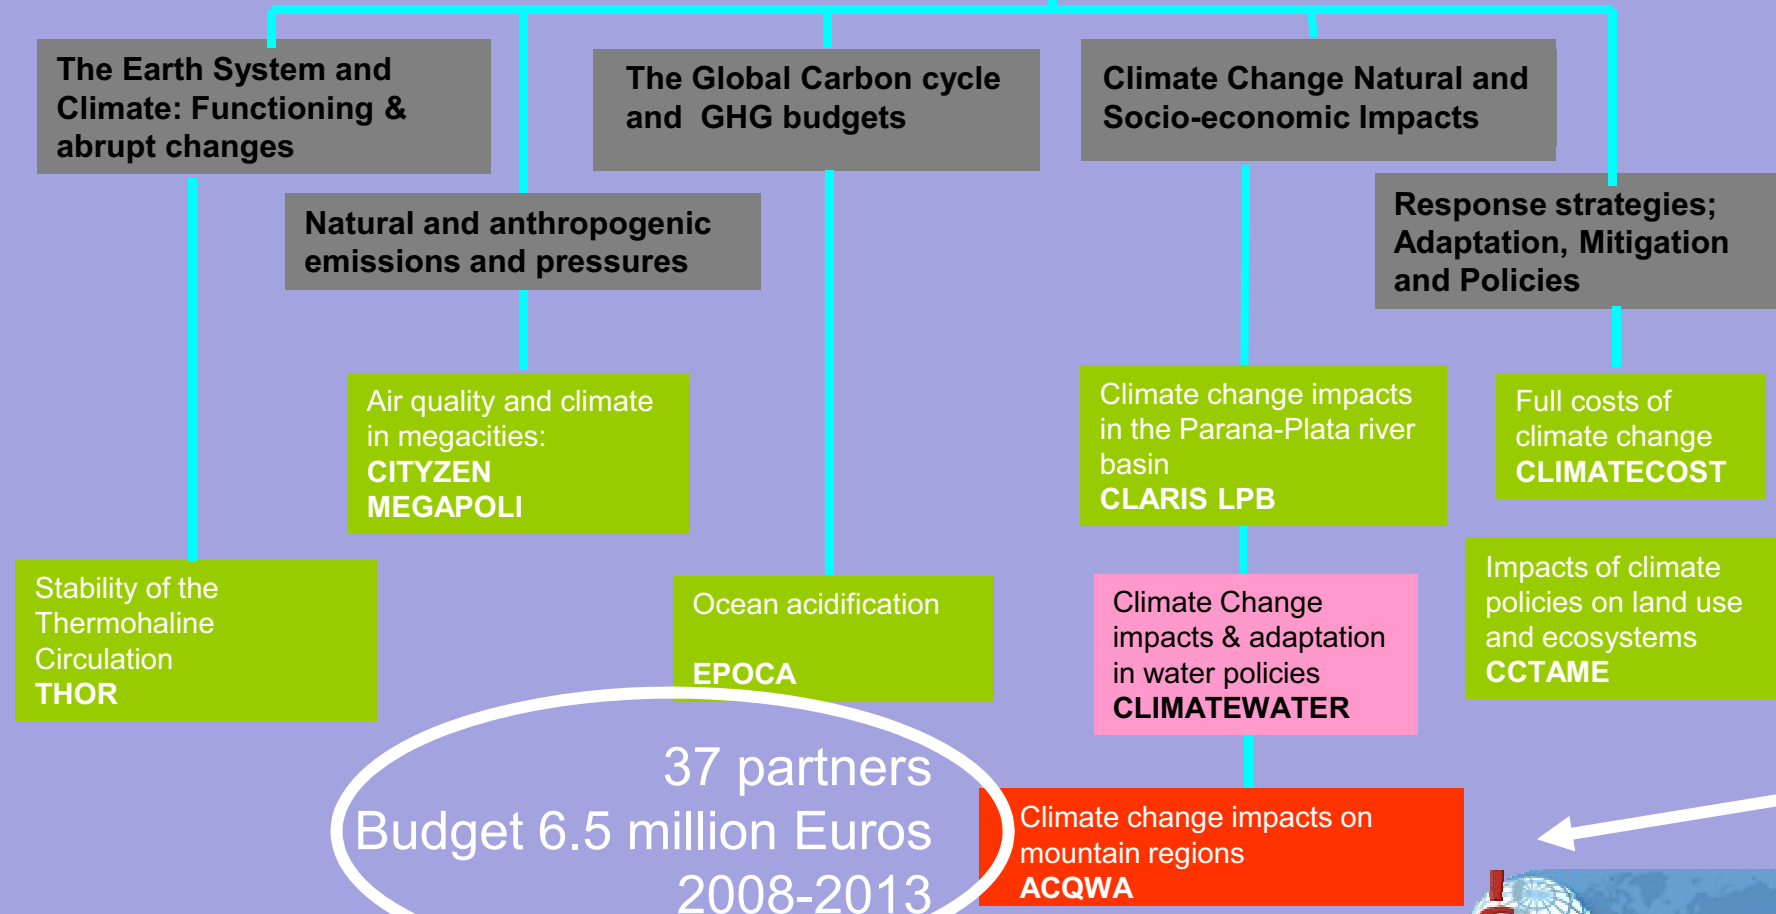 The Earth System and
Climate: Functioning &
abrupt changes
The Global Carbon cycle
and GHG budgets
Climate Change Natural and
Socio-economic Impacts
Natural and anthropogenic
emissions and pressures
Response strategies;
Adaptation, Mitigation
and Policies
Air quality and climate
in megacities:
CITYZEN
MEGAPOLI
Climate change impacts
in the Parana-Plata river
basin
CLARIS LPB
Full costs of
climate change
CLIMATECOST
Stability of the
Thermohaline
Circulation
THOR
Ocean acidification
EPOCA
Climate Change
impacts & adaptation
in water policies
CLIMATEWATER
Impacts of climate
policies on land use
and ecosystems
CCTAME
37 partners
Budget 6.5 million Euros
2008-2013
Climate change impacts on
mountain regions
ACQWA